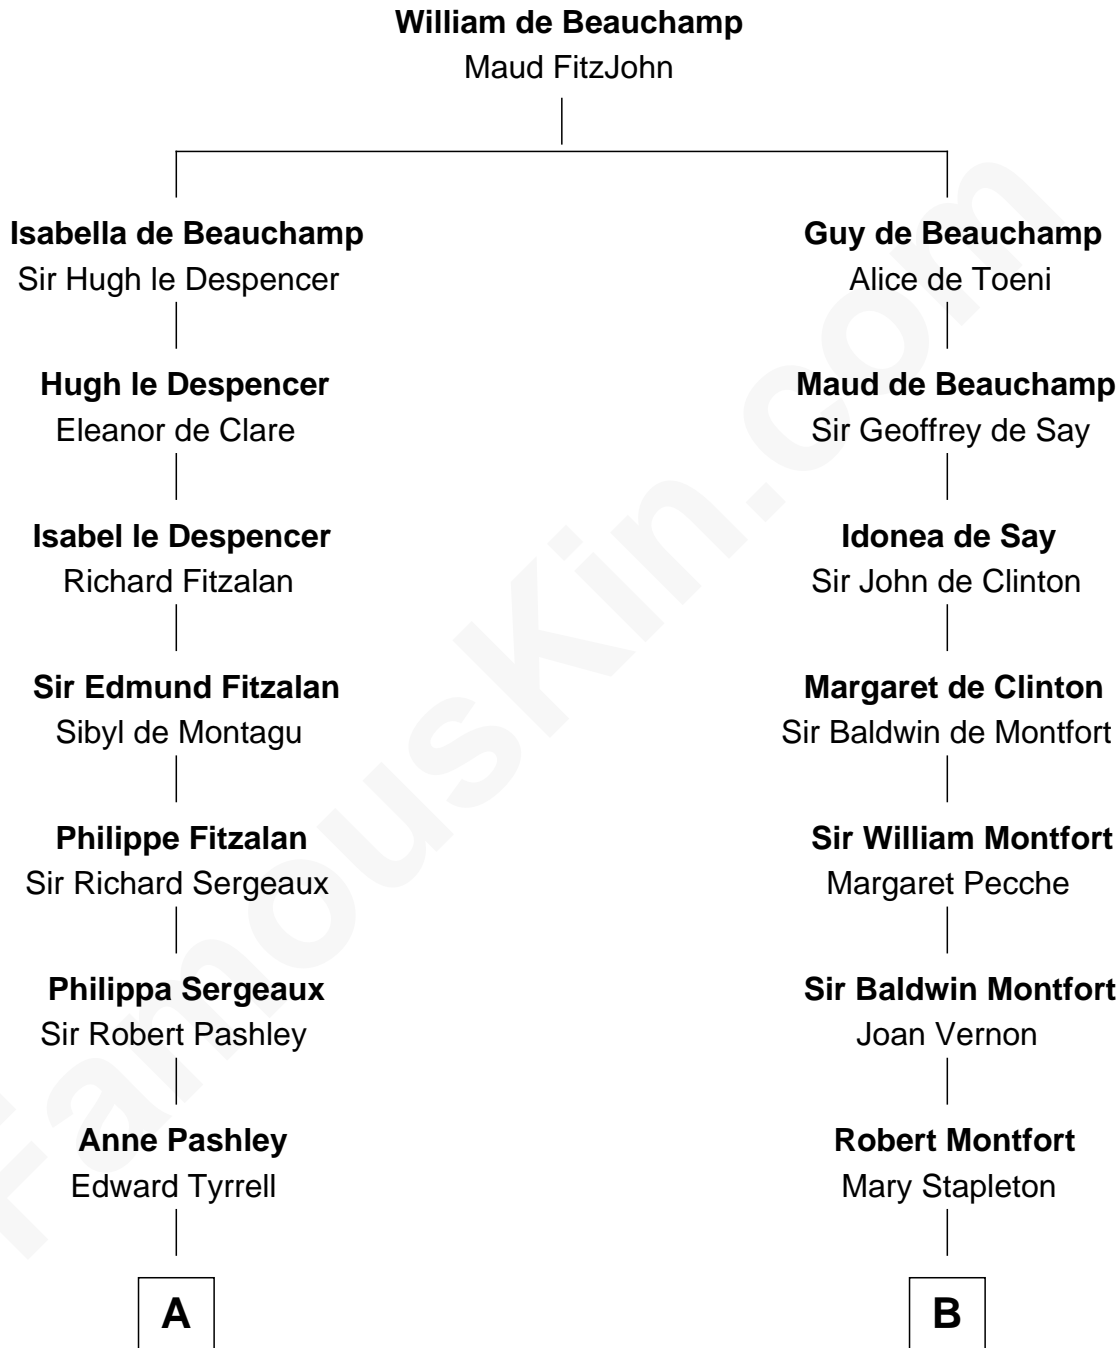 William de Beauchamp
Maud FitzJohn
Isabella de Beauchamp
Sir Hugh le Despencer
Guy de Beauchamp
Alice de Toeni
Hugh le Despencer
Eleanor de Clare
Maud de Beauchamp
Sir Geoffrey de Say
Isabel le Despencer
Richard Fitzalan
Idonea de Say
Sir John de Clinton
Sir Edmund Fitzalan
Sibyl de Montagu
Margaret de Clinton
Sir Baldwin de Montfort
Philippe Fitzalan
Sir Richard Sergeaux
Sir William Montfort
Margaret Pecche
Philippa Sergeaux
Sir Robert Pashley
Sir Baldwin Montfort
Joan Vernon
Anne Pashley
Edward Tyrrell
Robert Montfort
Mary Stapleton
A
B
FamousKin.com